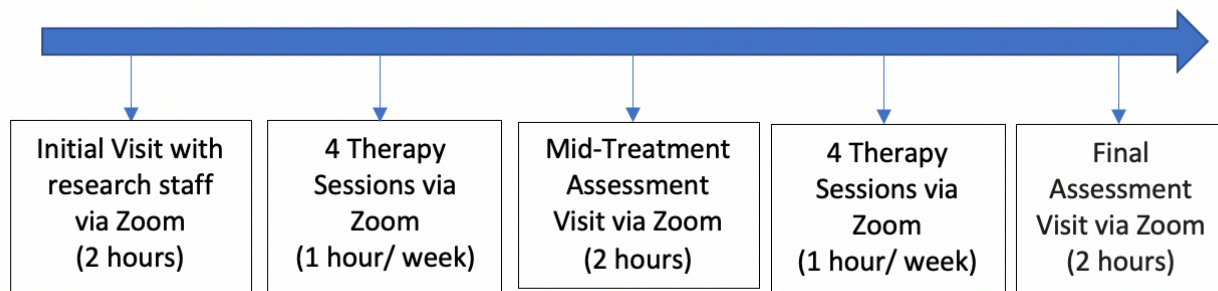 Initial Visit with
research staff
via Zoom
(2 hours)
4 Therapy
Sessions via
Zoom
(1 hour/ week)
Mid-Treatment
Assessment
Visit via Zoom
(2 hours)
4 Therapy
Sessions via
Zoom
(1 hour/ week)
Final
Assessment
Visit via Zoom
(2 hours)